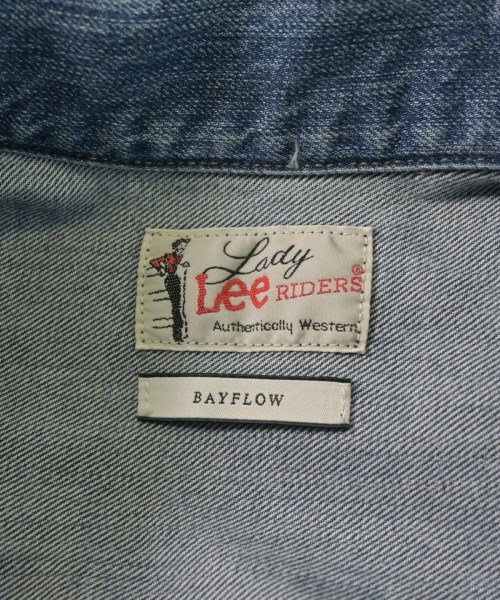 Lady
Lee RIDERS®
Authentically Western
BAYFLOW